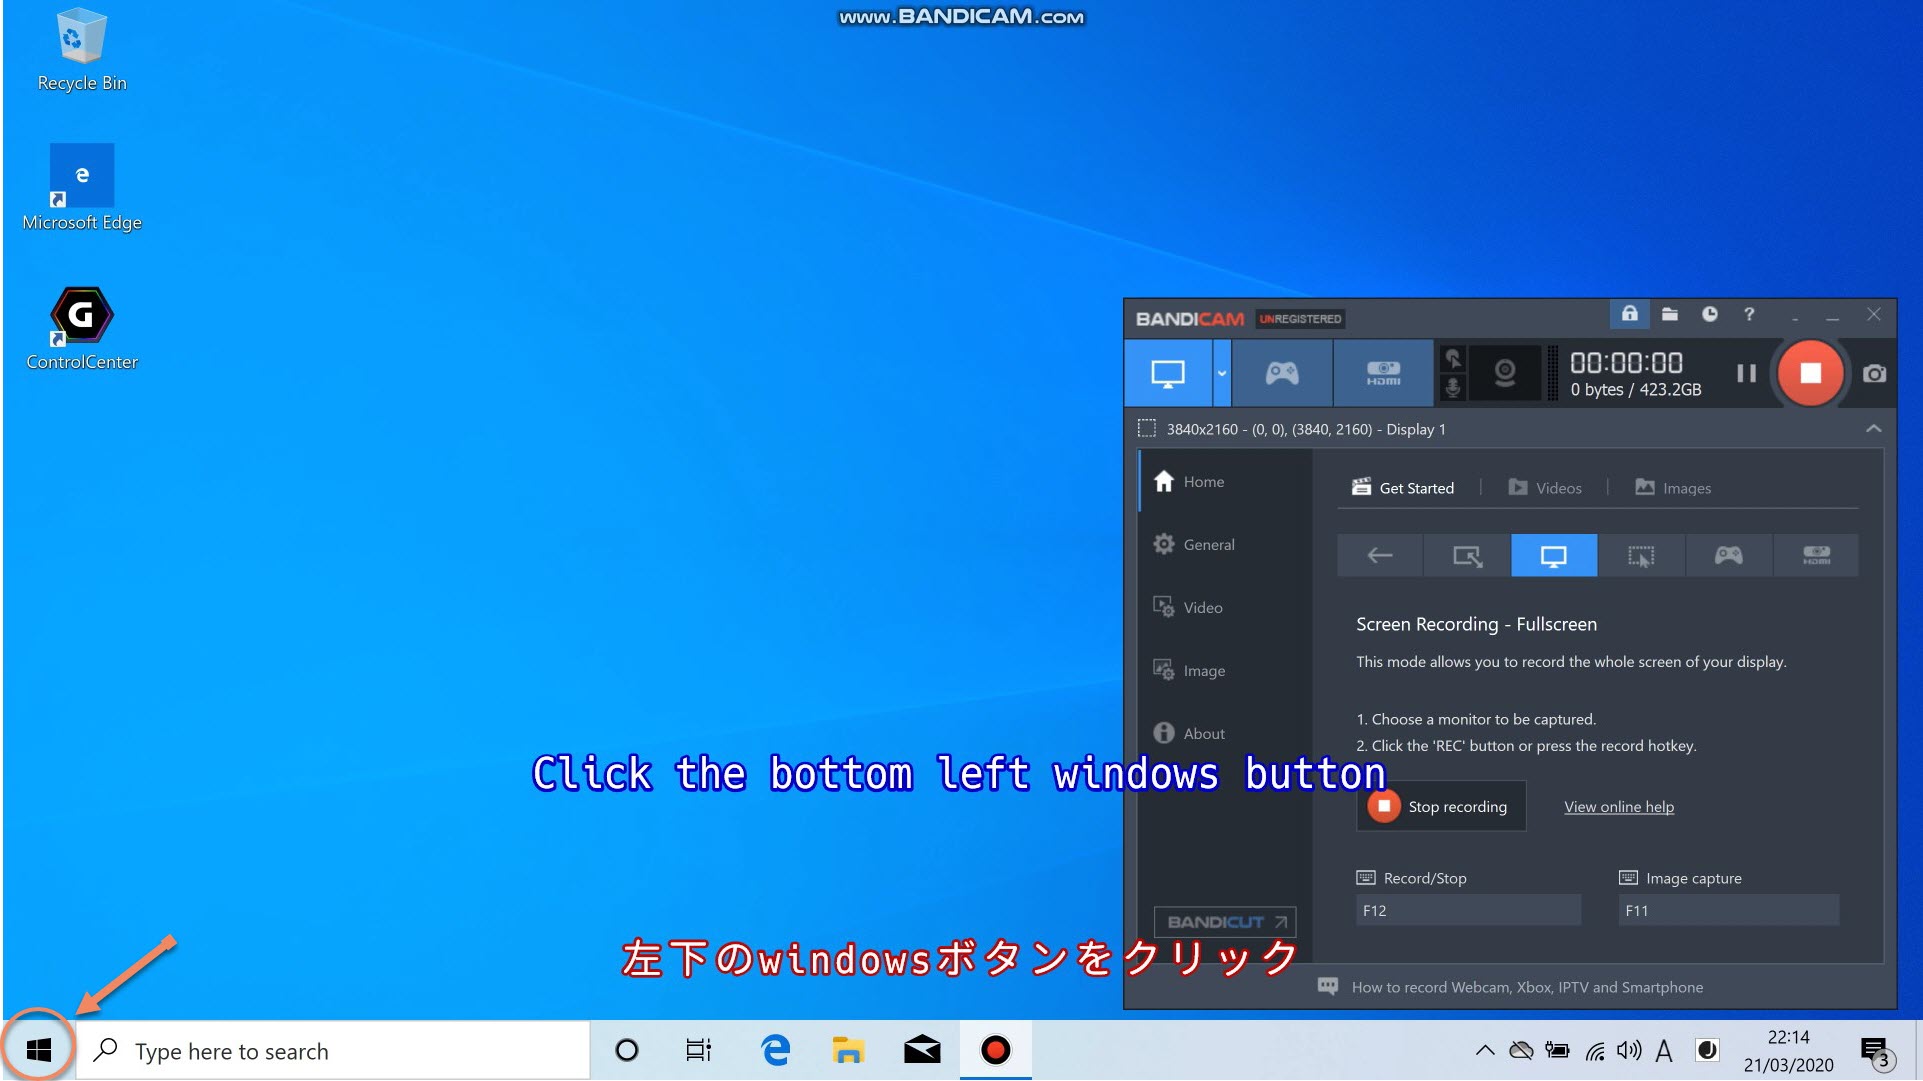 www.BANDICAM.com
Recycle Bin
Microsoft Edge
ControlCenter
BANDICAM UNREGISTERED
?
HDMI
00:00:00
0 bytes / 423.2GB
3840x2160 - (0, 0), (3840, 2160) - Display 1
Home
General
Video
Image
About
Get Started | Videos | Images
HDMI
Screen Recording - Fullscreen
This mode allows you to record the whole screen of your display.
1. Choose a monitor to be captured.
2. Click the 'REC' button or press the record hotkey.
Click the bottom left windows button
Stop recording
View online help
Record/Stop
F12
Image capture
F11
BANDICUT
左下のwindowsボタンをクリック
How to record Webcam, Xbox, IPTV and Smartphone
Type here to search
A
22:14
21/03/2020
3